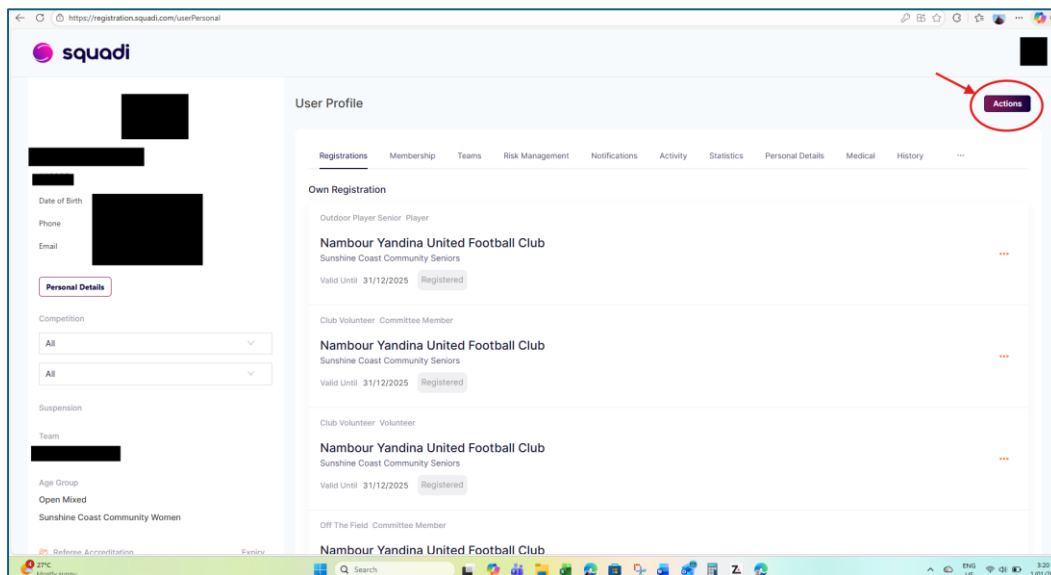 https://registration.squadi.com/userPersonal
squadi
User Profile
Actions
Date of Birth
Phone
Email
Personal Details
Competition
All
All
Suspension
Team
Age Group
Open Mixed
Sunshine Coast Community Women
Referee Accreditation Expiry
Registrations Membership Teams Risk Management Notifications Activity Statistics Personal Details Medical History ...
Own Registration
Outdoor Player Senior Player
Nambour Yandina United Football Club
Sunshine Coast Community Seniors
Valid Until 31/12/2025 Registered
Club Volunteer Committee Member
Nambour Yandina United Football Club
Sunshine Coast Community Seniors
Valid Until 31/12/2025 Registered
Club Volunteer Volunteer
Nambour Yandina United Football Club
Sunshine Coast Community Seniors
Valid Until 31/12/2025 Registered
Off The Field Committee Member
Nambour Yandina United Football Club
4
27°C
Mostly sunny
Search
ENG
US
3:20